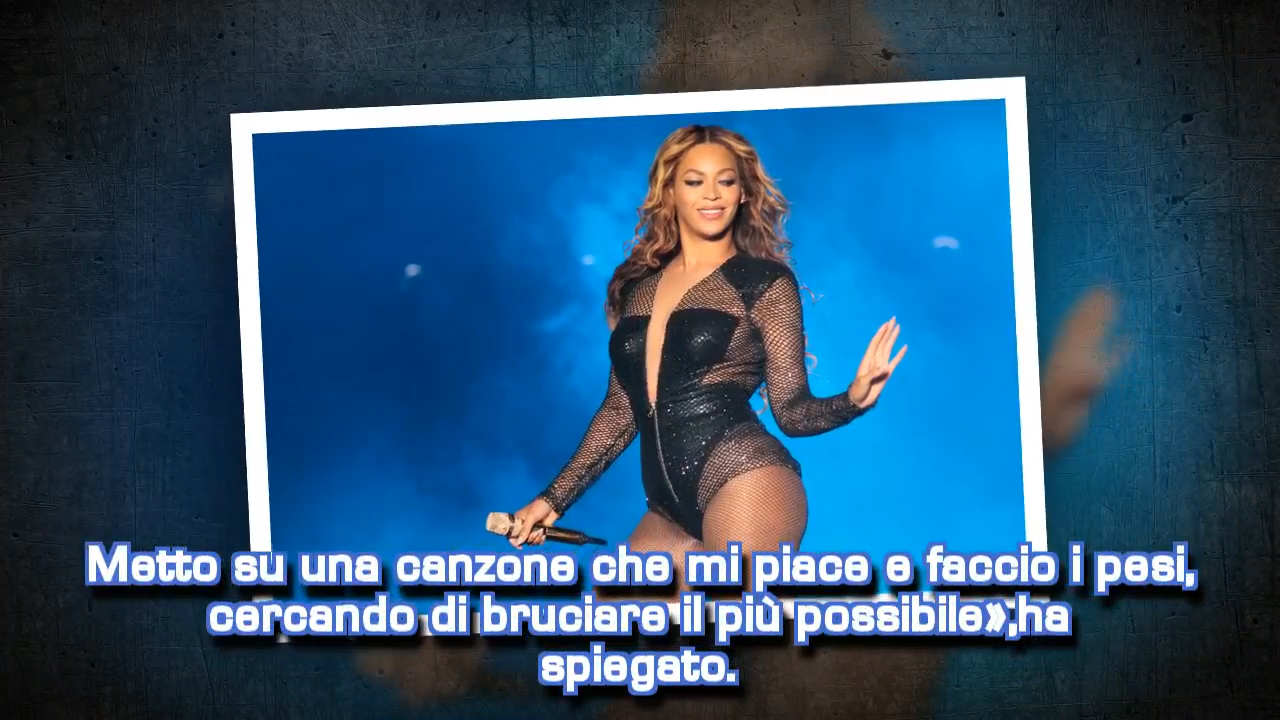 Metto su una canzone che mi piace e faccio i pesi,
cercando di bruciare il più possibile»,ha
spiegato.